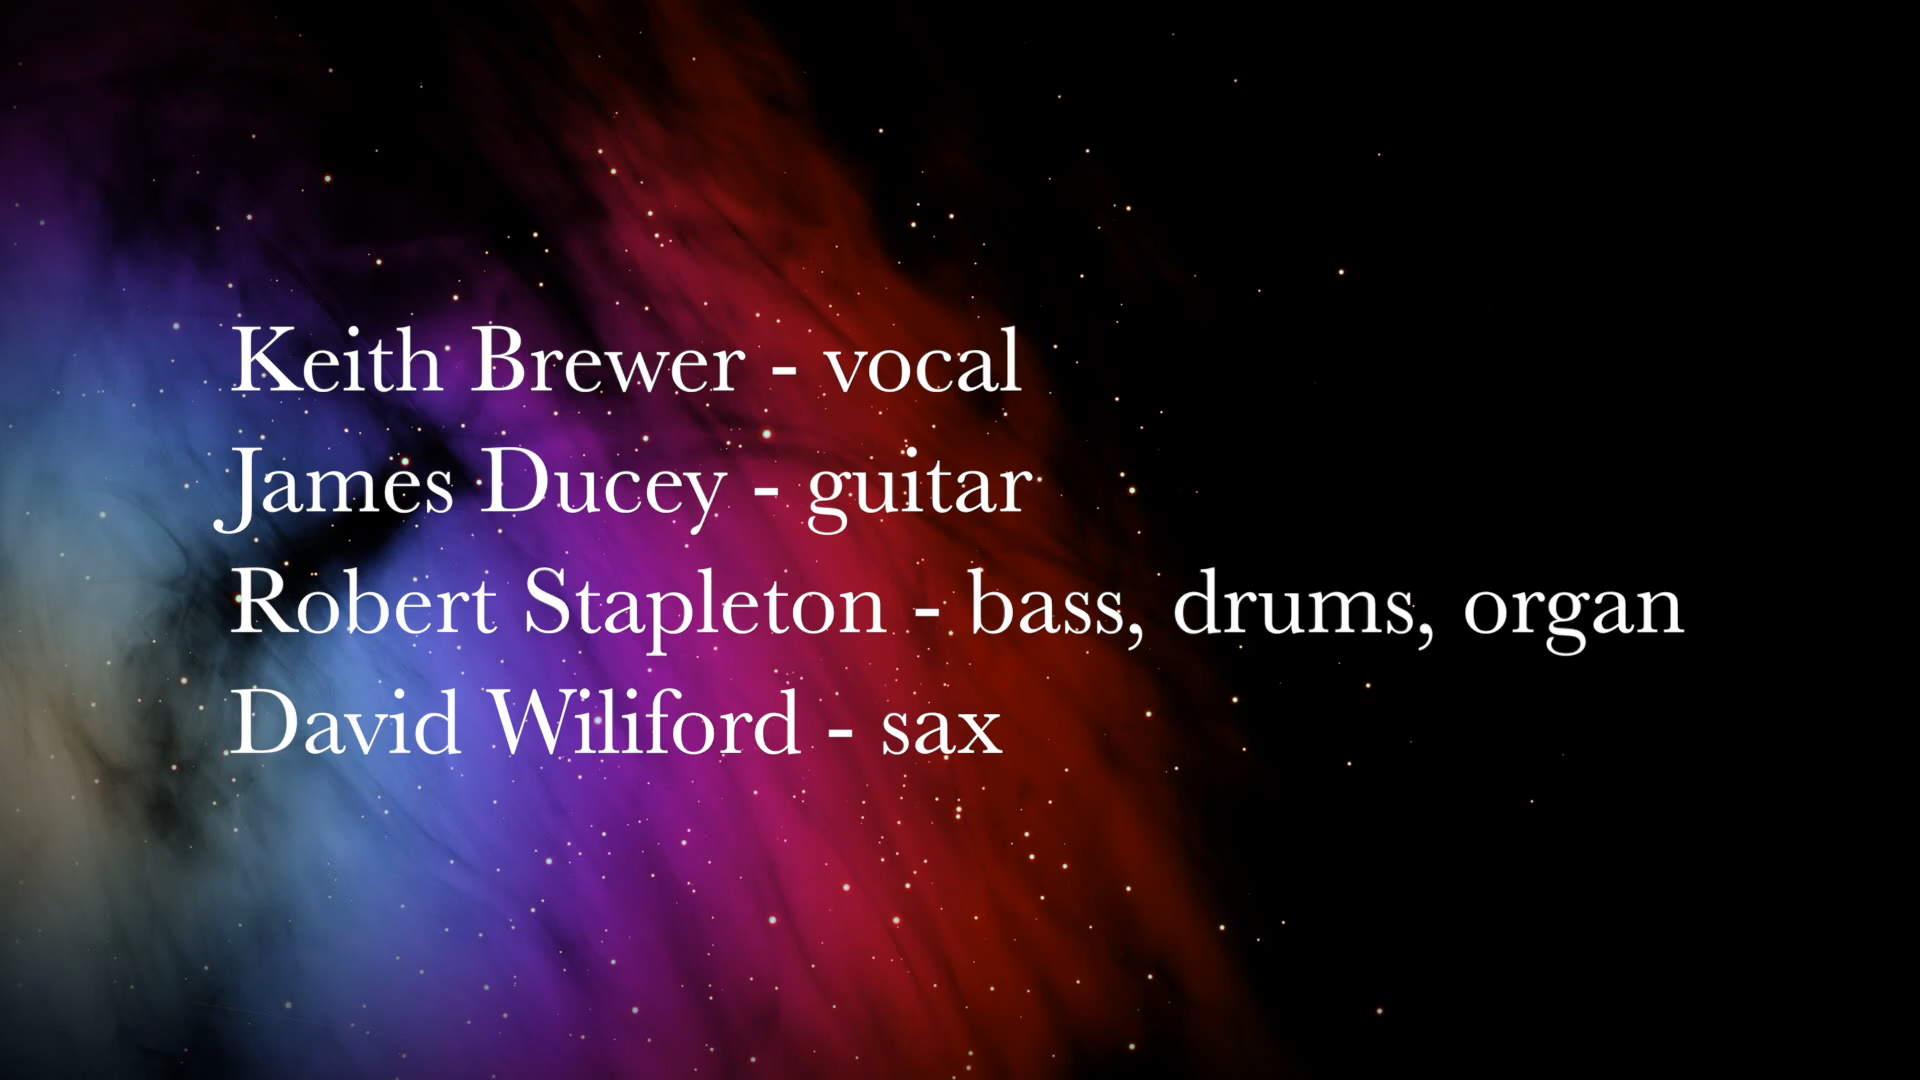 Keith Brewer - vocal
James Ducey - guitar
Robert Stapleton - bass, drums, organ
David Wiliford - sax